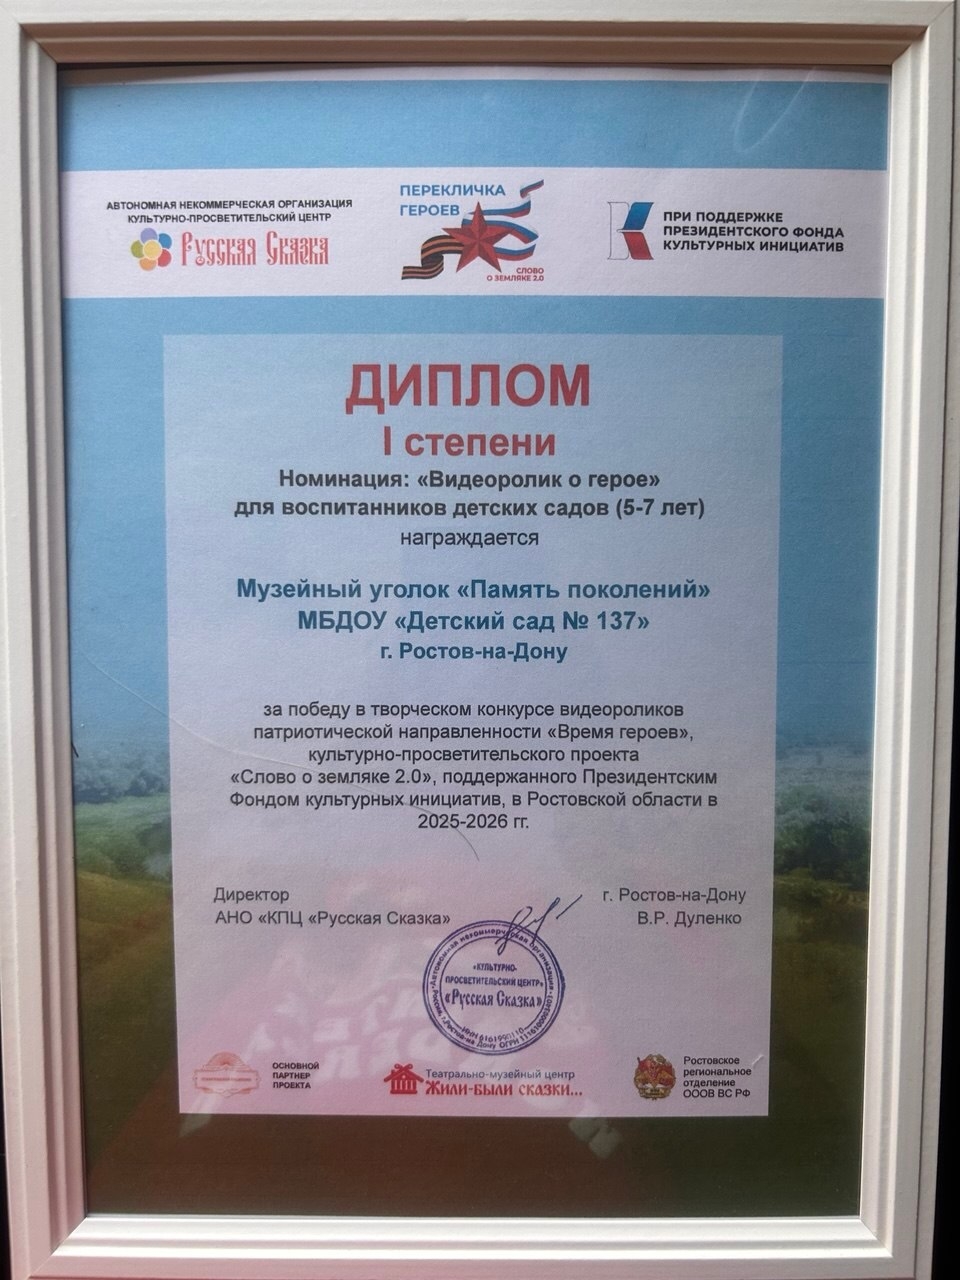 АВТОНОМНАЯ НЕКОММЕРЧЕСКАЯ ОРГАНИЗАЦИЯ
КУЛЬТУРНО-ПРОСВЕТИТЕЛЬСКИЙ ЦЕНТР
Русская Сказка
ПЕРЕКЛИЧКА
ГЕРОЕВ
СЛОВО
О ЗЕМЛЯКЕ 2.0
ПРИ ПОДДЕРЖКЕ
ПРЕЗИДЕНТСКОГО ФОНДА
КУЛЬТУРНЫХ ИНИЦИАТИВ
ДИПЛОМ
I степени
Номинация: «Видеоролик о герое»
для воспитанников детских садов (5-7 лет)
награждается
Музейный уголок «Память поколений»
МБДОУ «Детский сад № 137»
г. Ростов-на-Дону
за победу в творческом конкурсе видеороликов
патриотической направленности «Время героев»,
культурно-просветительского проекта
«Слово о земляке 2.0», поддержанного Президентским
Фондом культурных инициатив, в Ростовской области в
2025-2026 гг.
Директор
АНО «КПЦ «Русская Сказка»
г. Ростов-на-Дону
В.Р. Дуленко
Автономная некоммерческая организация
«КУЛЬТУРНО-
ПРОСВЕТИТЕЛЬСКИЙ ЦЕНТР»
«Русская Сказка»
ОСНОВНОЙ
ПАРТНЕР
ПРОЕКТА
Театрально-музейный центр
Жили-были сказки...
Ростовское
региональное
отделение
ОООВ ВС РФ